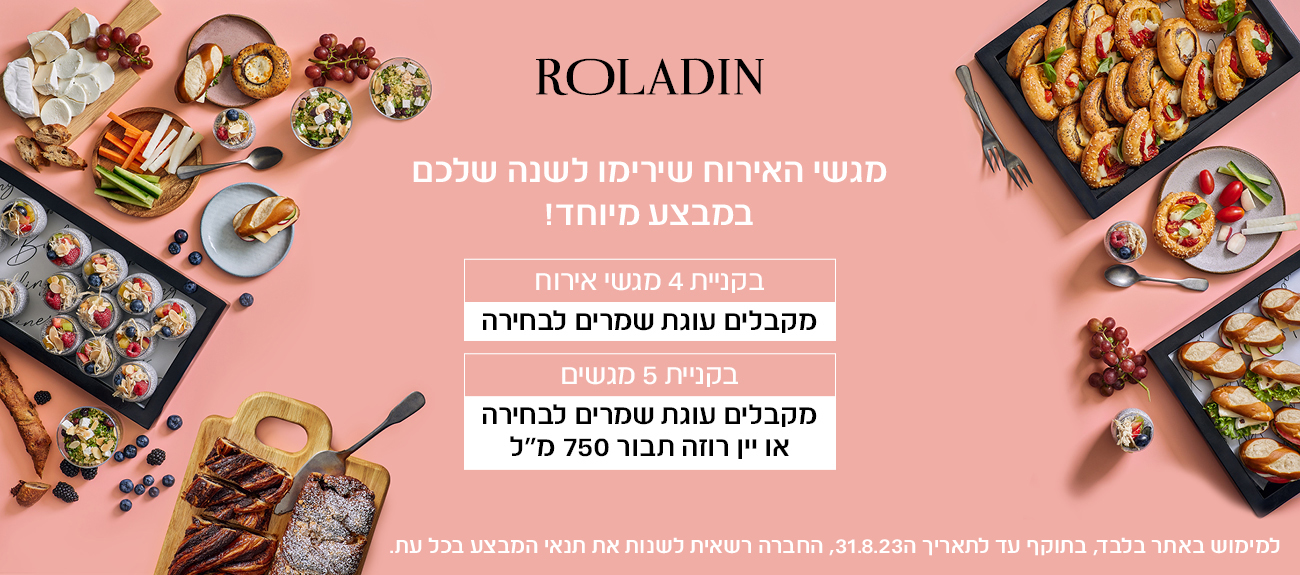 ROLADIN
מגשי האירוח שירימו לשנה שלכם
במבצע מיוחד!
בקניית 4 מגשי אירוח
מקבלים עוגת שמרים לבחירה
בקניית 5 מגשים
מקבלים עוגת שמרים לבחירה
או יין רוזה תבור 750 מ"ל
למימוש באתר בלבד, בתוקף עד לתאריך ה31.8.23, החברה רשאית לשנות את תנאי המבצע בכל עת.